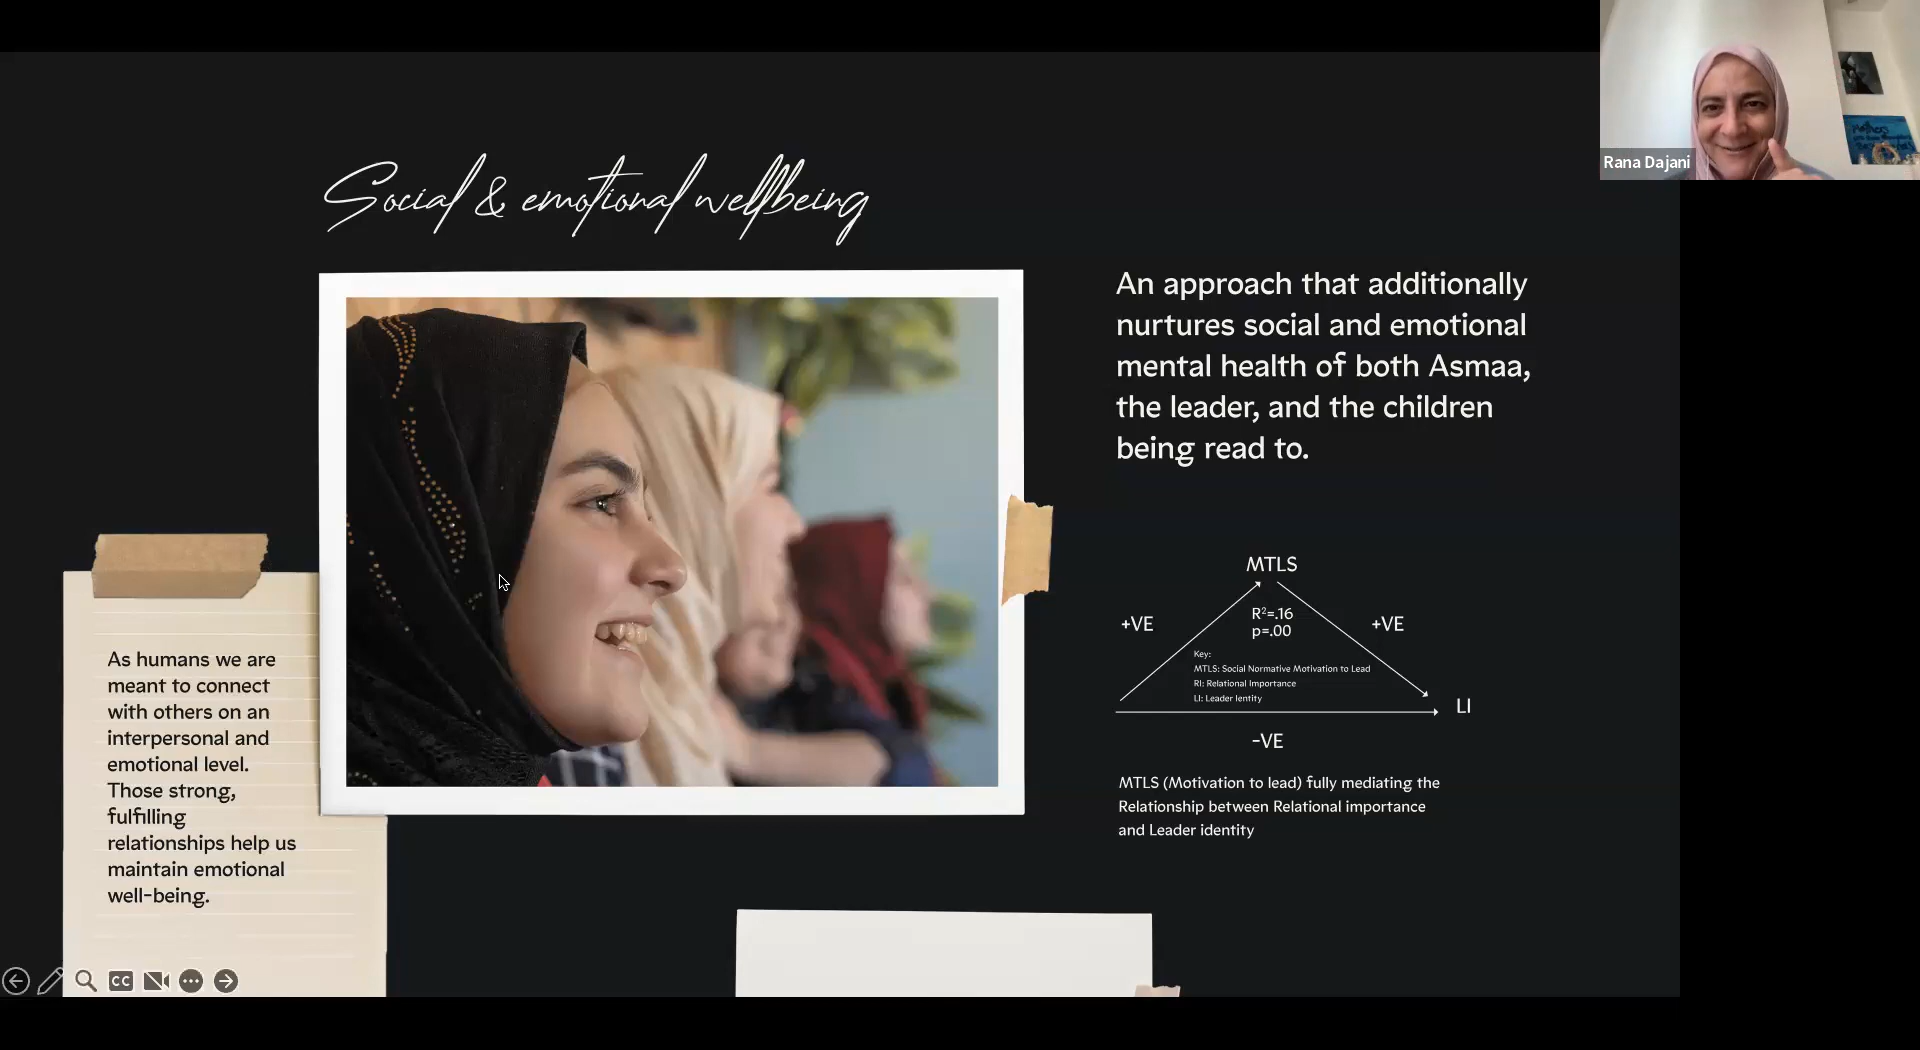 Social & emotional wellbeing
Rana Dajani
An approach that additionally
nurtures social and emotional
mental health of both Asmaa,
the leader, and the children
being read to.
As humans we are
meant to connect
with others on an
interpersonal and
emotional level.
Those strong,
fulfilling
relationships help us
maintain emotional
well-being.
MTLS
+VE
R²=.16
p=.00
+VE
Key:
MTLS: Social Normative Motivation to Lead
RI: Relational Importance
LI: Leader Ientity
LI
-VE
MTLS (Motivation to lead) fully mediating the
Relationship between Relational importance
and Leader identity
CC